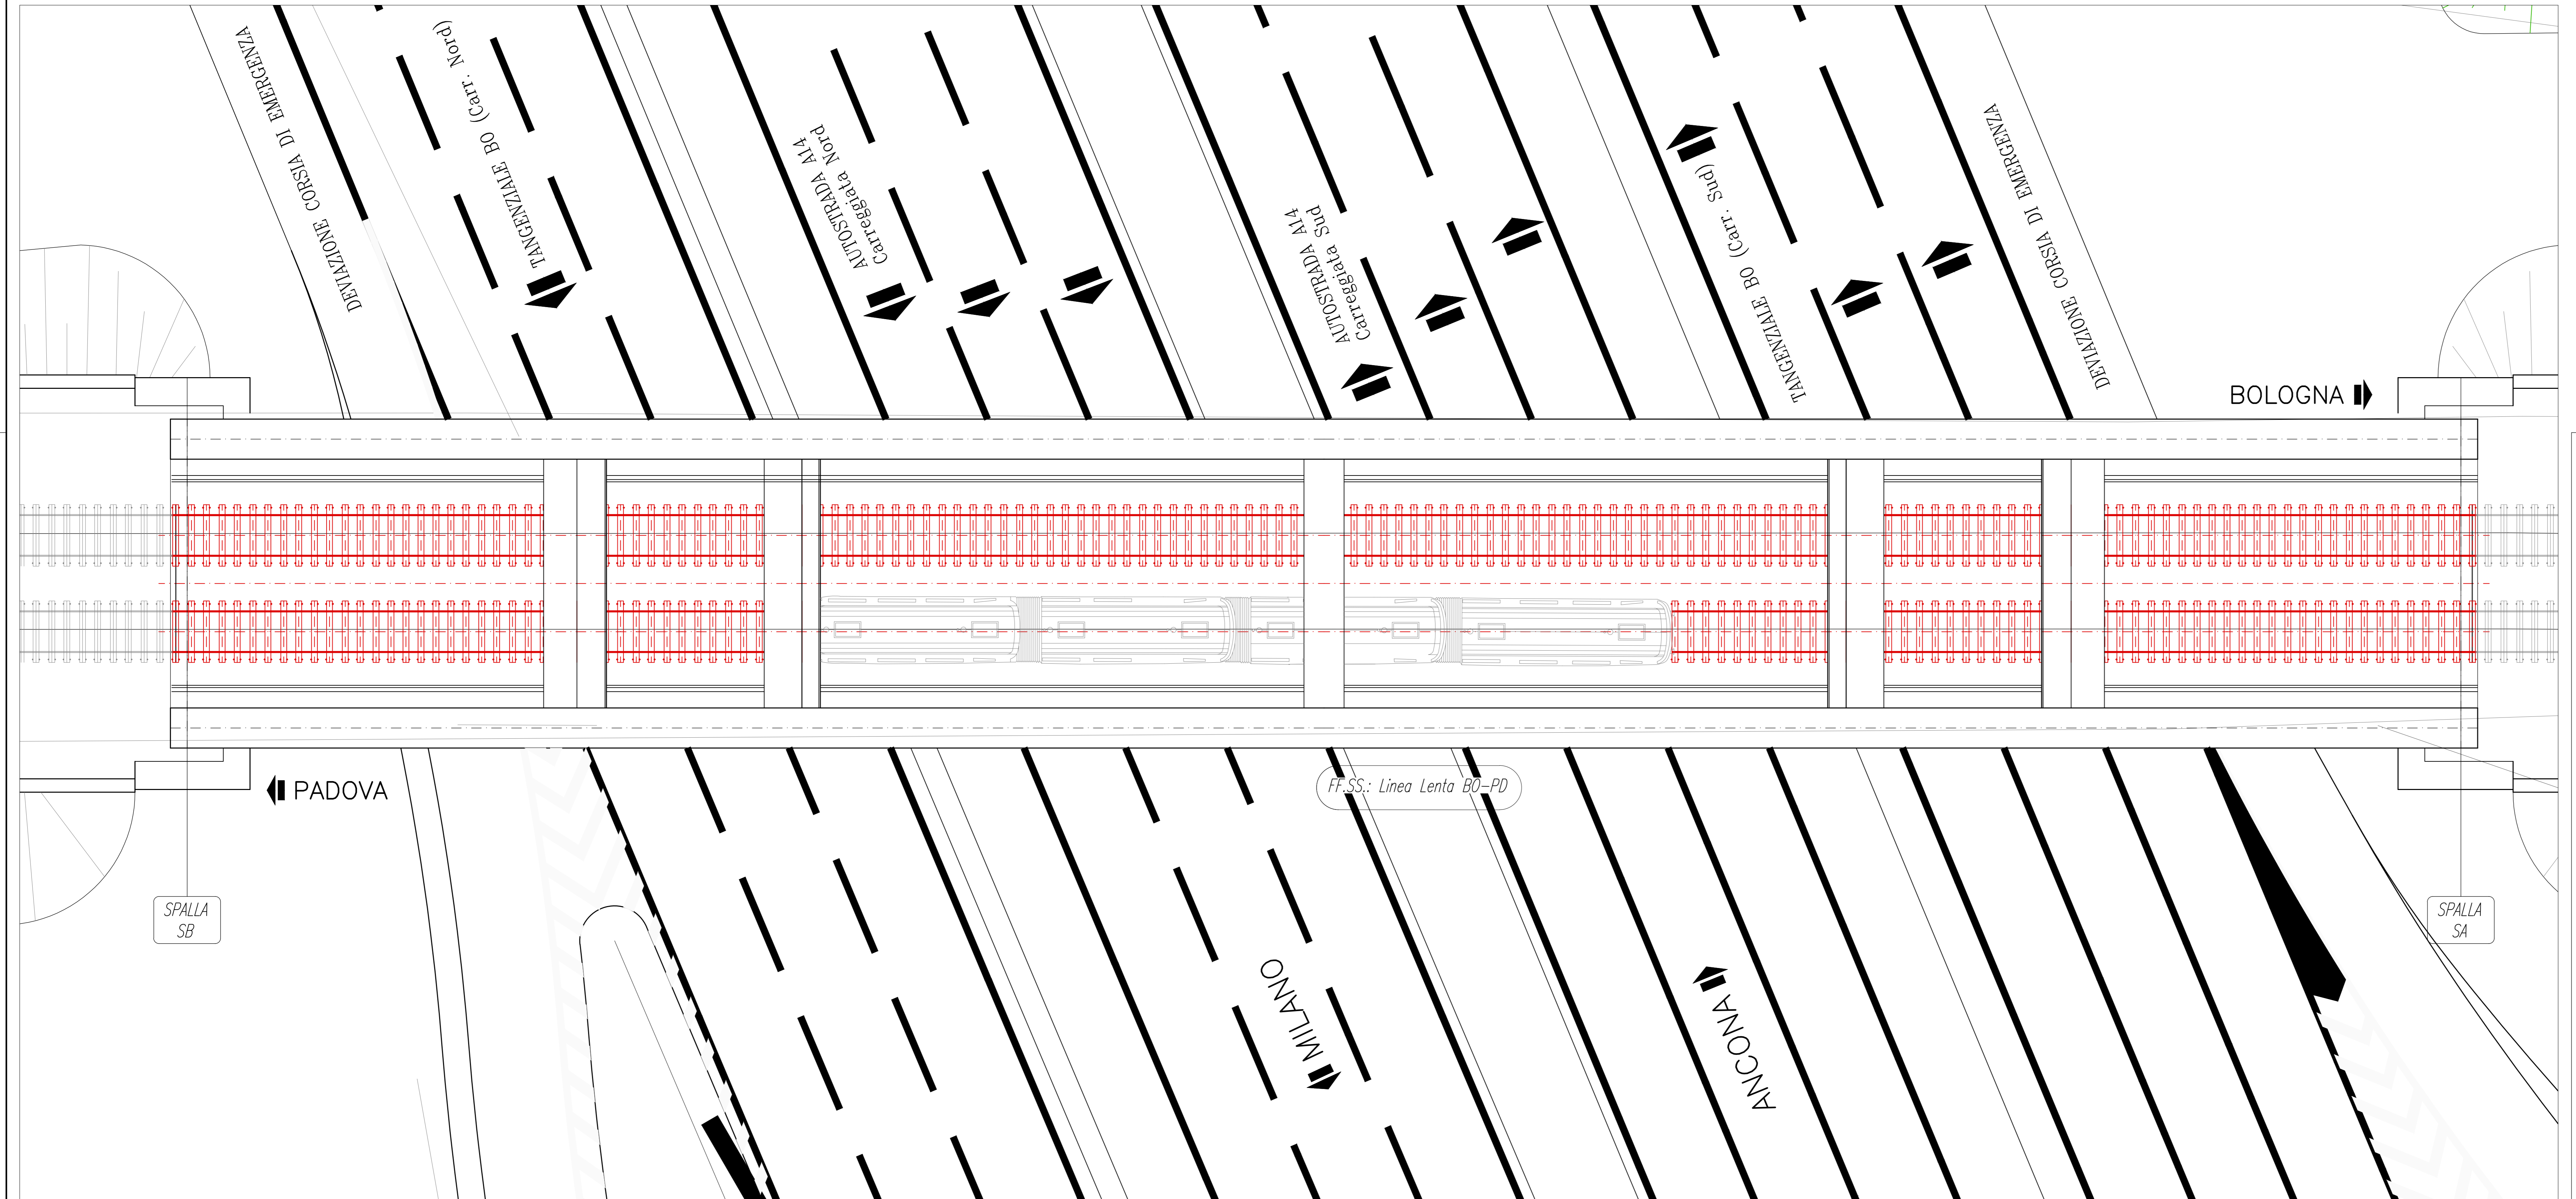 DEVIAZIONE CORSIA DI EMERGENZA
TANGENZIALE BO (Carr. Nord)
AUTOSTRADA A14
Carreggiata Nord
AUTOSTRADA A14
Carreggiata Sud
TANGENZIALE BO (Carr. Sud)
DEVIAZIONE CORSIA DI EMERGENZA
BOLOGNA
PADOVA
FF.SS.: Linea Lenta BO-PD
SPALLA
SB
SPALLA
SA
MILANO
ANCONA